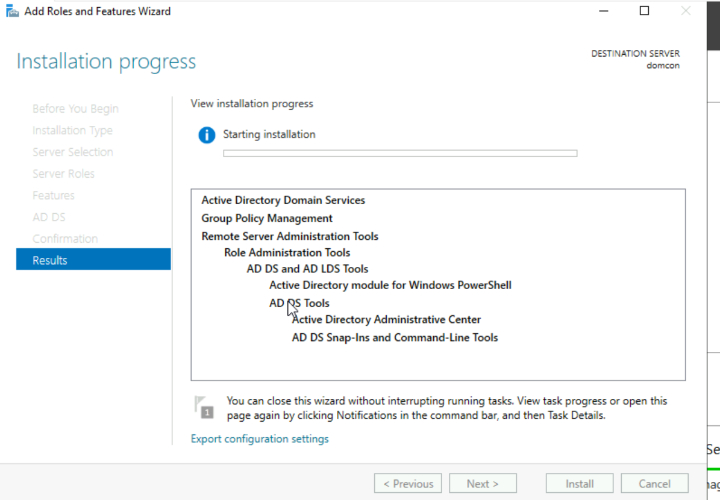 Add Roles and Features Wizard
Installation progress
DESTINATION SERVER
domcon
Before You Begin
Installation Type
Server Selection
Server Roles
Features
AD DS
Confirmation
Results
View installation progress
Starting installation
Active Directory Domain Services
Group Policy Management
Remote Server Administration Tools
Role Administration Tools
AD DS and AD LDS Tools
Active Directory module for Windows PowerShell
AD DS Tools
Active Directory Administrative Center
AD DS Snap-Ins and Command-Line Tools
1
You can close this wizard without interrupting running tasks. View task progress or open this
page again by clicking Notifications in the command bar, and then Task Details.
Export configuration settings
< Previous
Next >
Install
Cancel